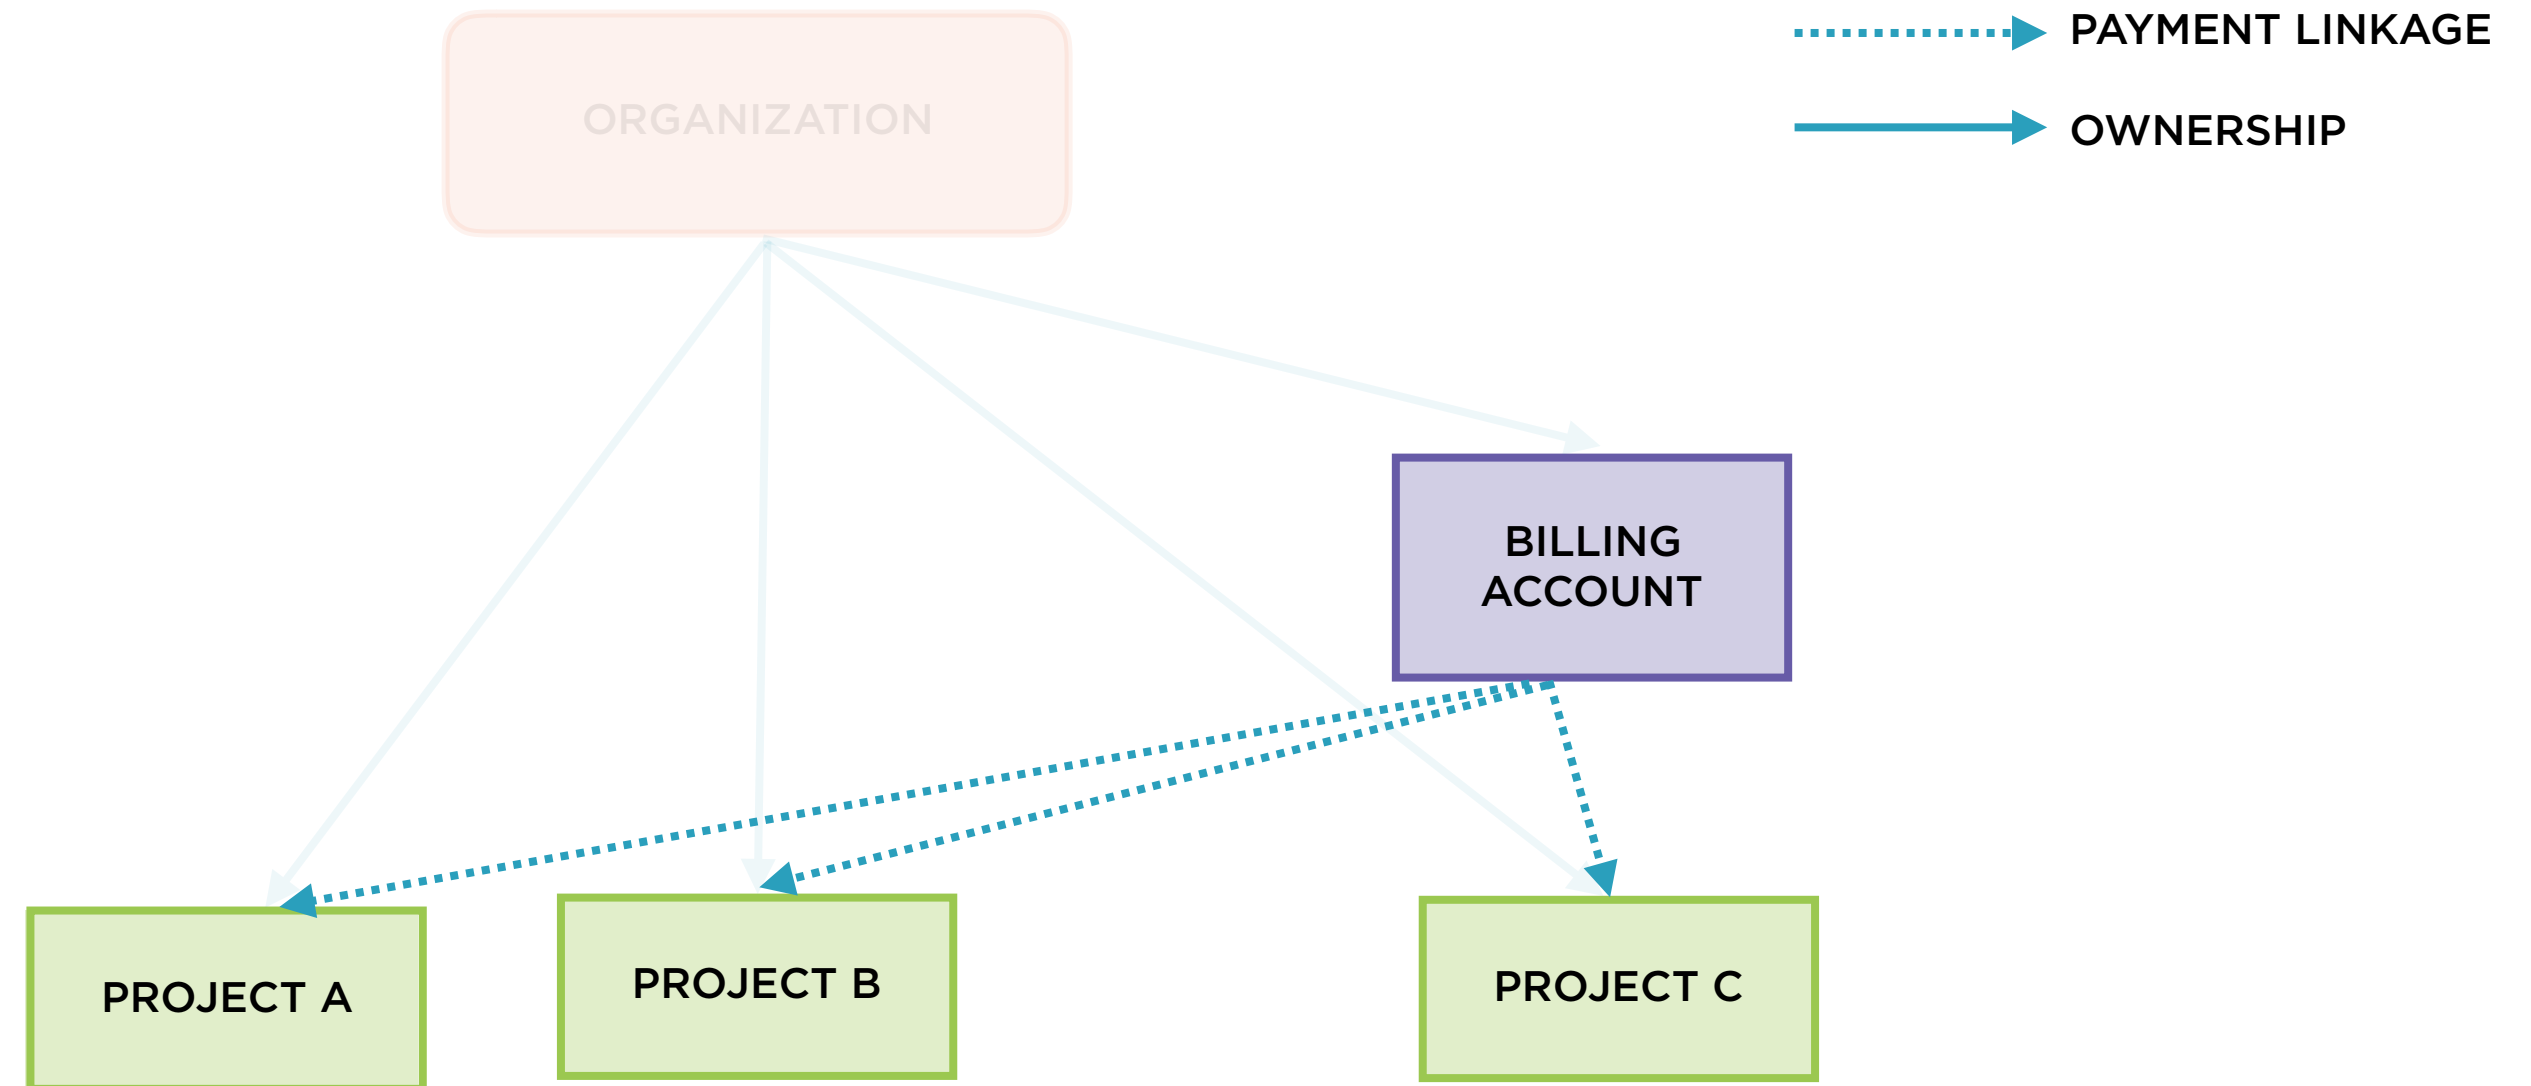 PAYMENT LINKAGE
ORGANIZATION
OWNERSHIP
BILLING
ACCOUNT
PROJECT A
PROJECT B
PROJECT C